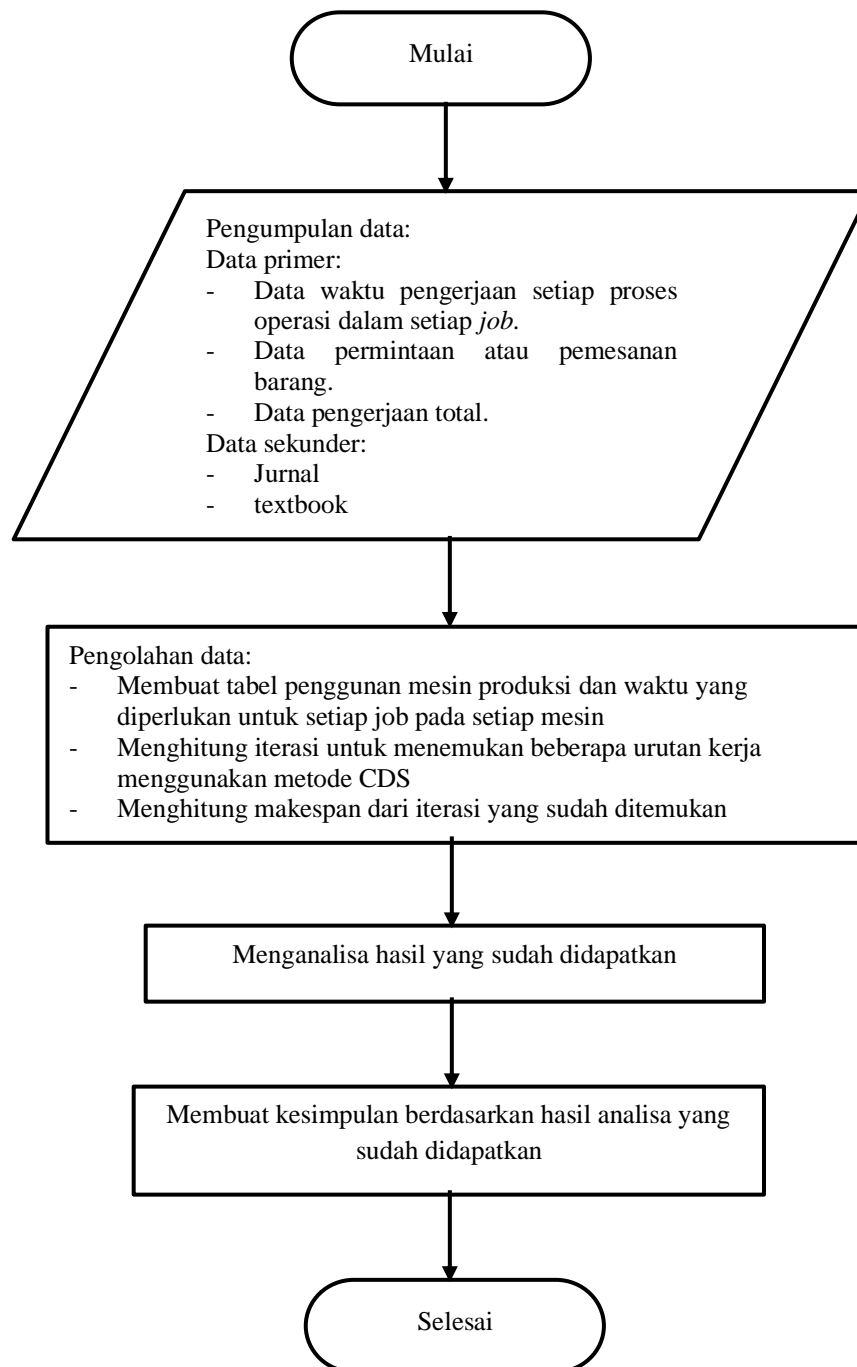 Mulai
Pengumpulan data:
Data primer:
- Data waktu pengerjaan setiap proses
operasi dalam setiap job.
- Data permintaan atau pemesanan
barang.
- Data pengerjaan total.
Data sekunder:
- Jurnal
- textbook
Pengolahan data:
- Membuat tabel penggunan mesin produksi dan waktu yang
diperlukan untuk setiap job pada setiap mesin
- Menghitung iterasi untuk menemukan beberapa urutan kerja
menggunakan metode CDS
- Menghitung makespan dari iterasi yang sudah ditemukan
Menganalisa hasil yang sudah didapatkan
Membuat kesimpulan berdasarkan hasil analisa yang
sudah didapatkan
Selesai